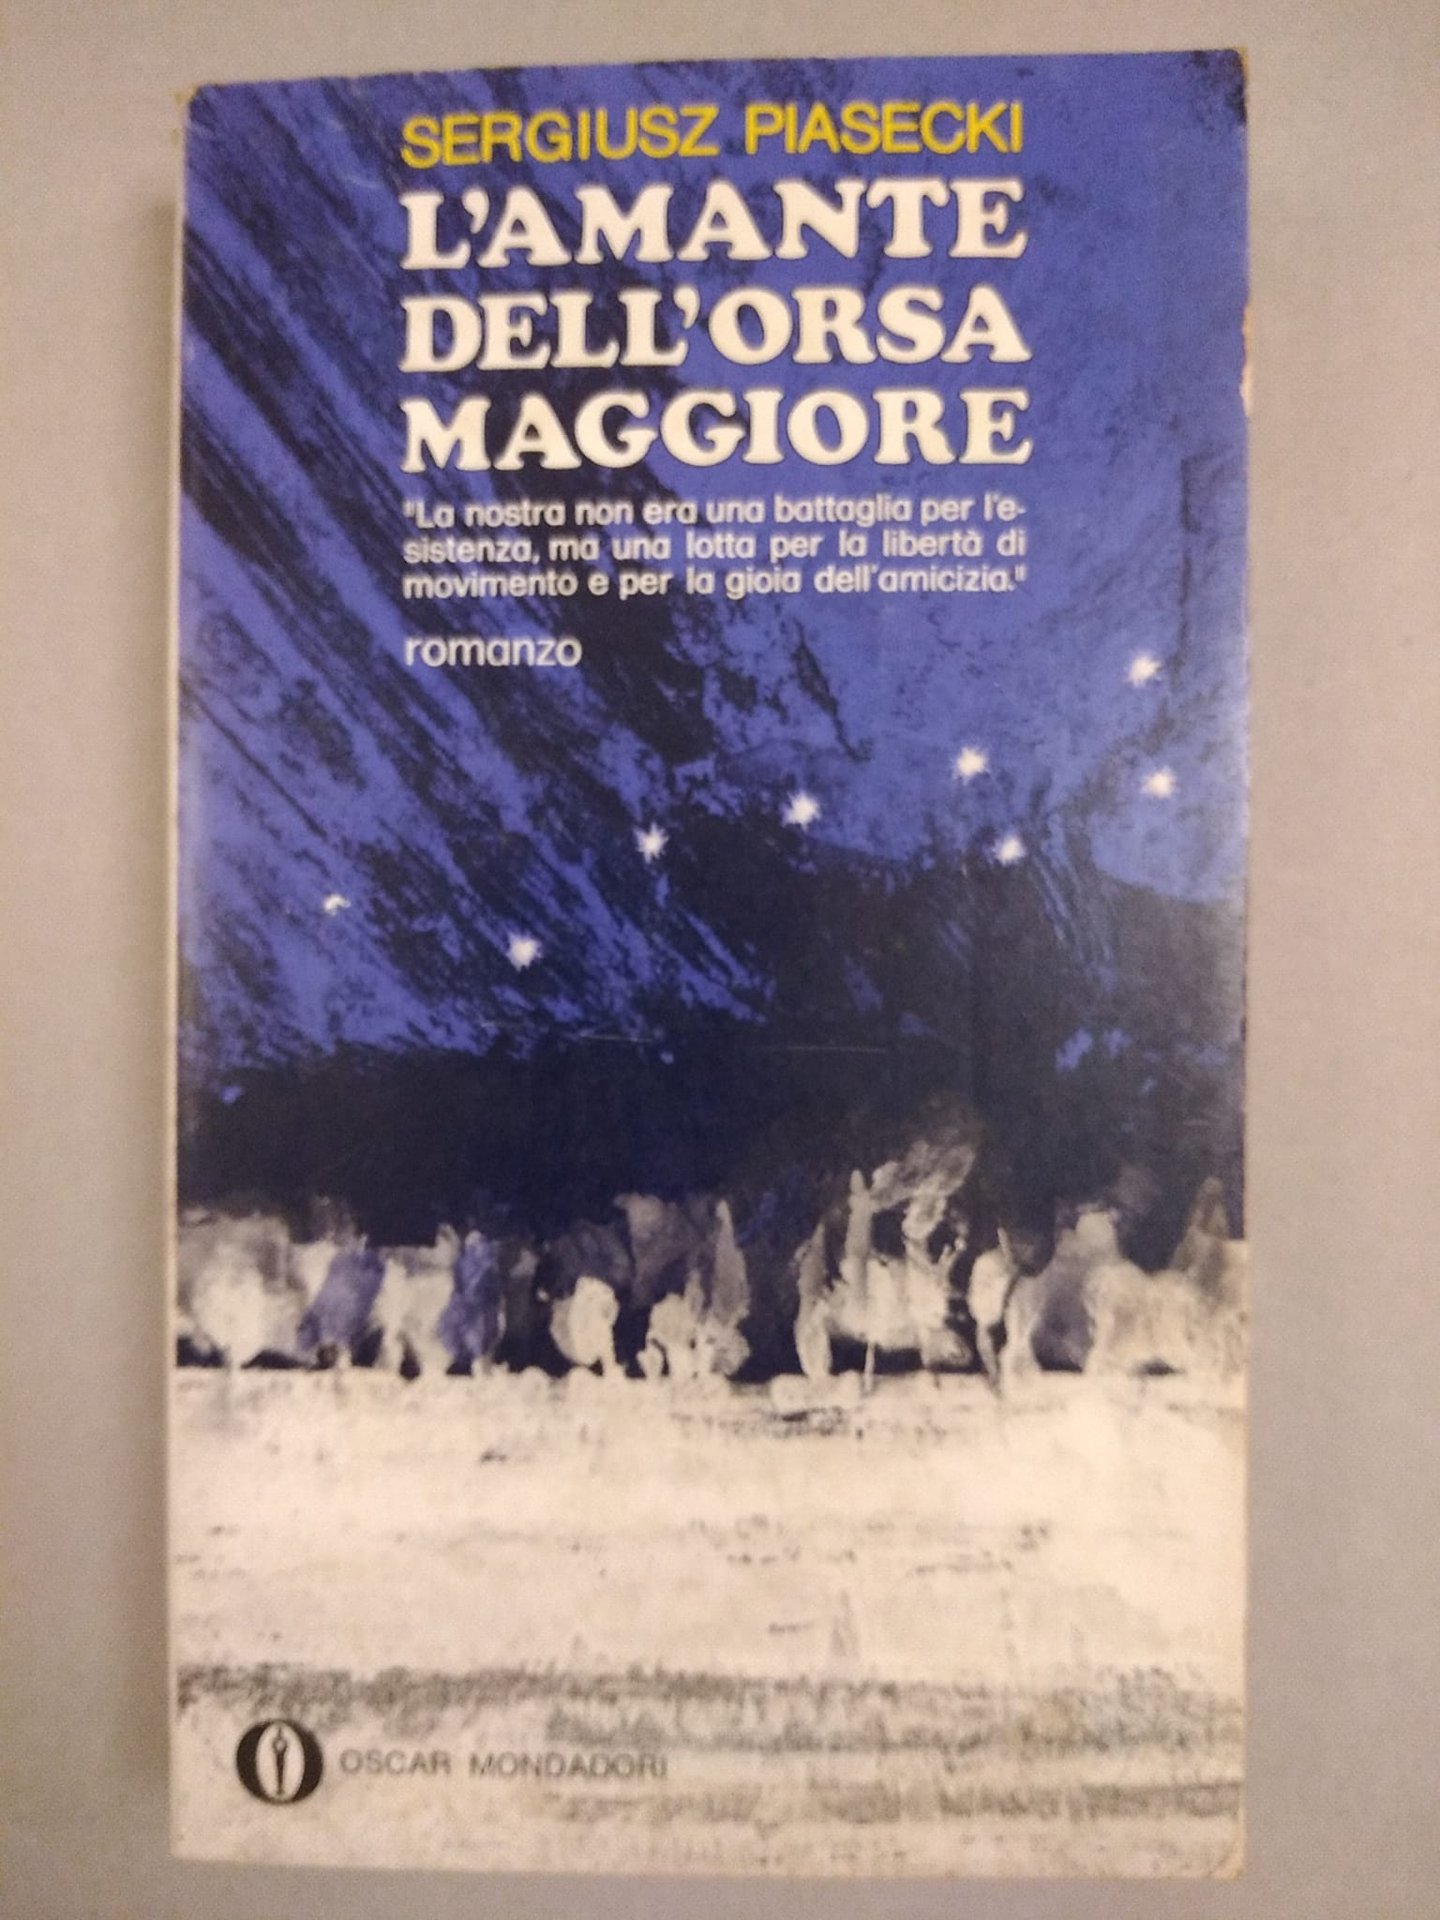 SERGIUSZ PIASECKI
L'AMANTE
DELL'ORSA
MAGGIORE
"La nostra non era una battaglia per l'e-
sistenza, ma una lotta per la libertà di
movimento e per la gioia dell'amicizia."
romanzo
OSCAR MONDADORI